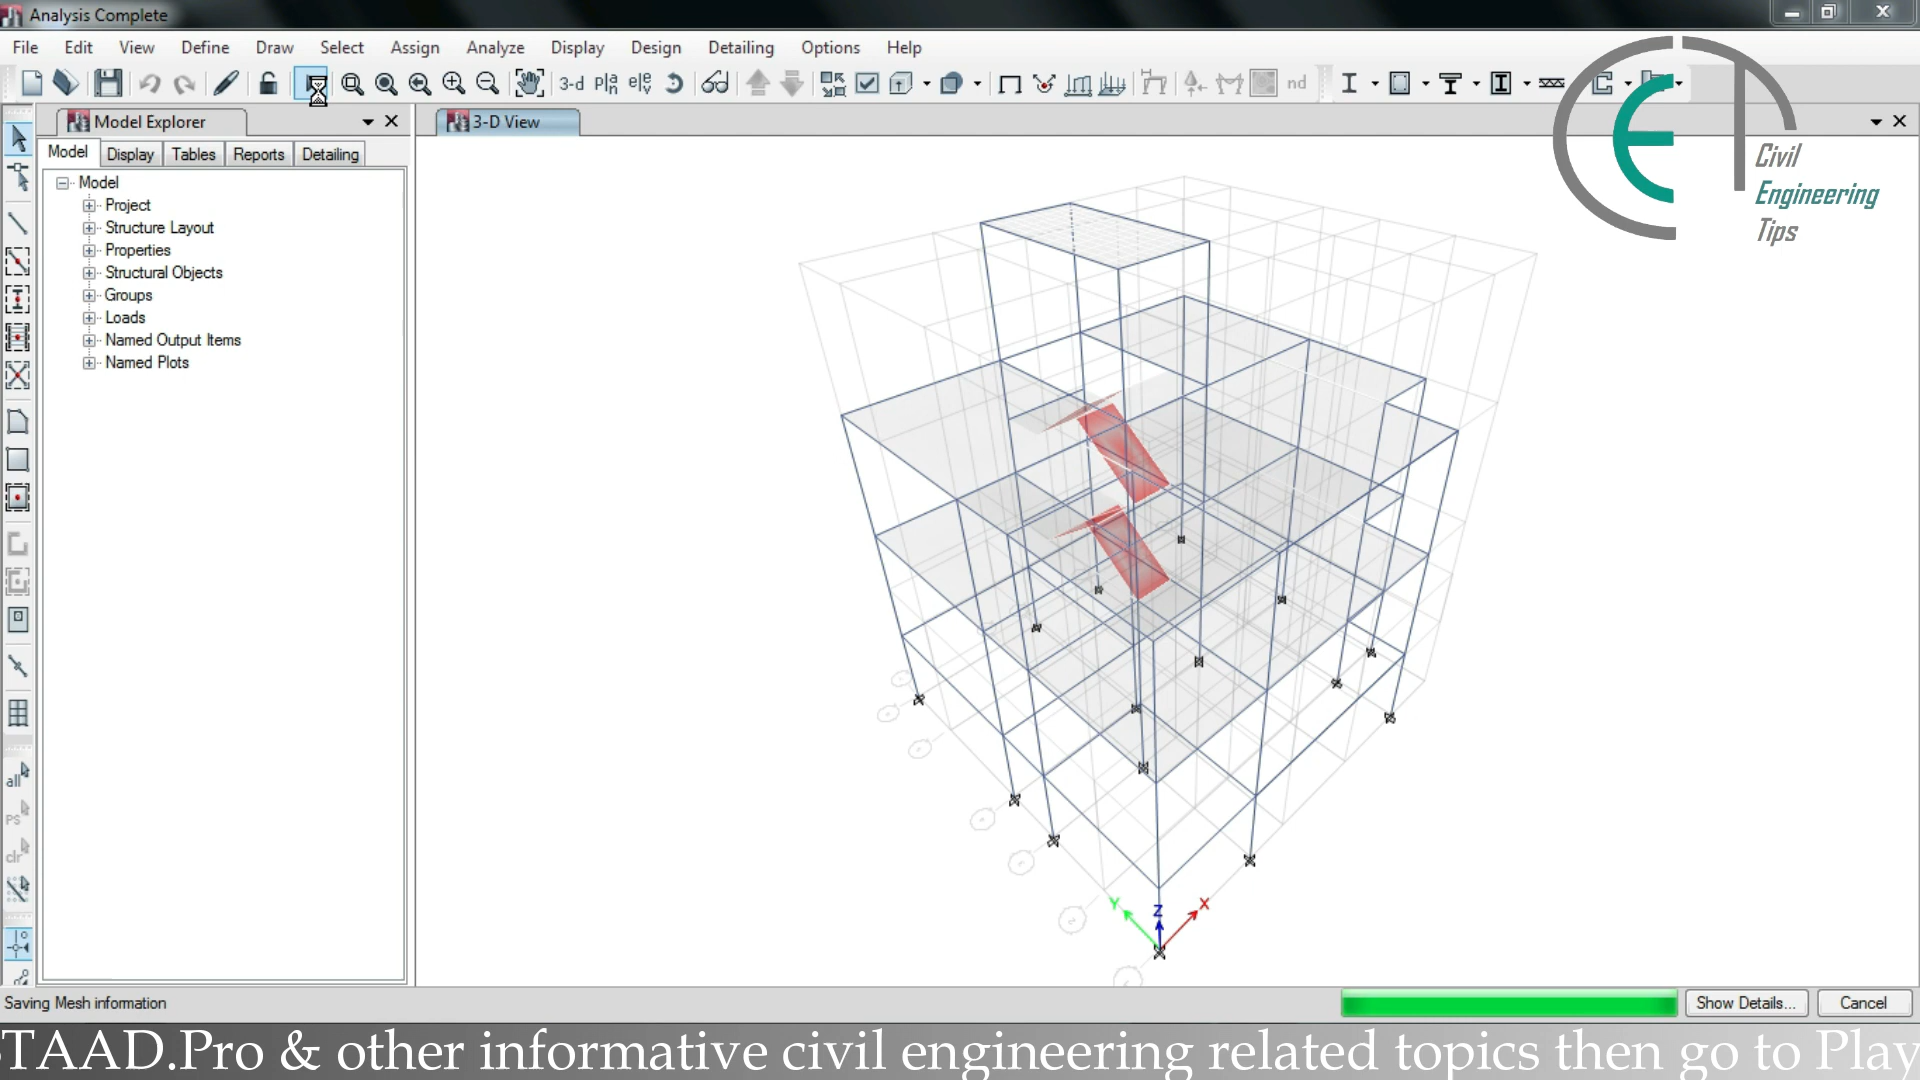 Analysis Complete
File Edit View Define Draw Select Assign Analyze Display Design Detailing Options Help
3-d pla ele nd
Model Explorer
3-D View
Model Display Tables Reports Detailing
Model
Project
Structure Layout
Properties
Structural Objects
Groups
Loads
Named Output Items
Named Plots
all
ps
clr
Civil
Engineering
Tips
Y Z X
Saving Mesh information
Show Details...
Cancel
TAAD.Pro & other informative civil engineering related topics then go to Play